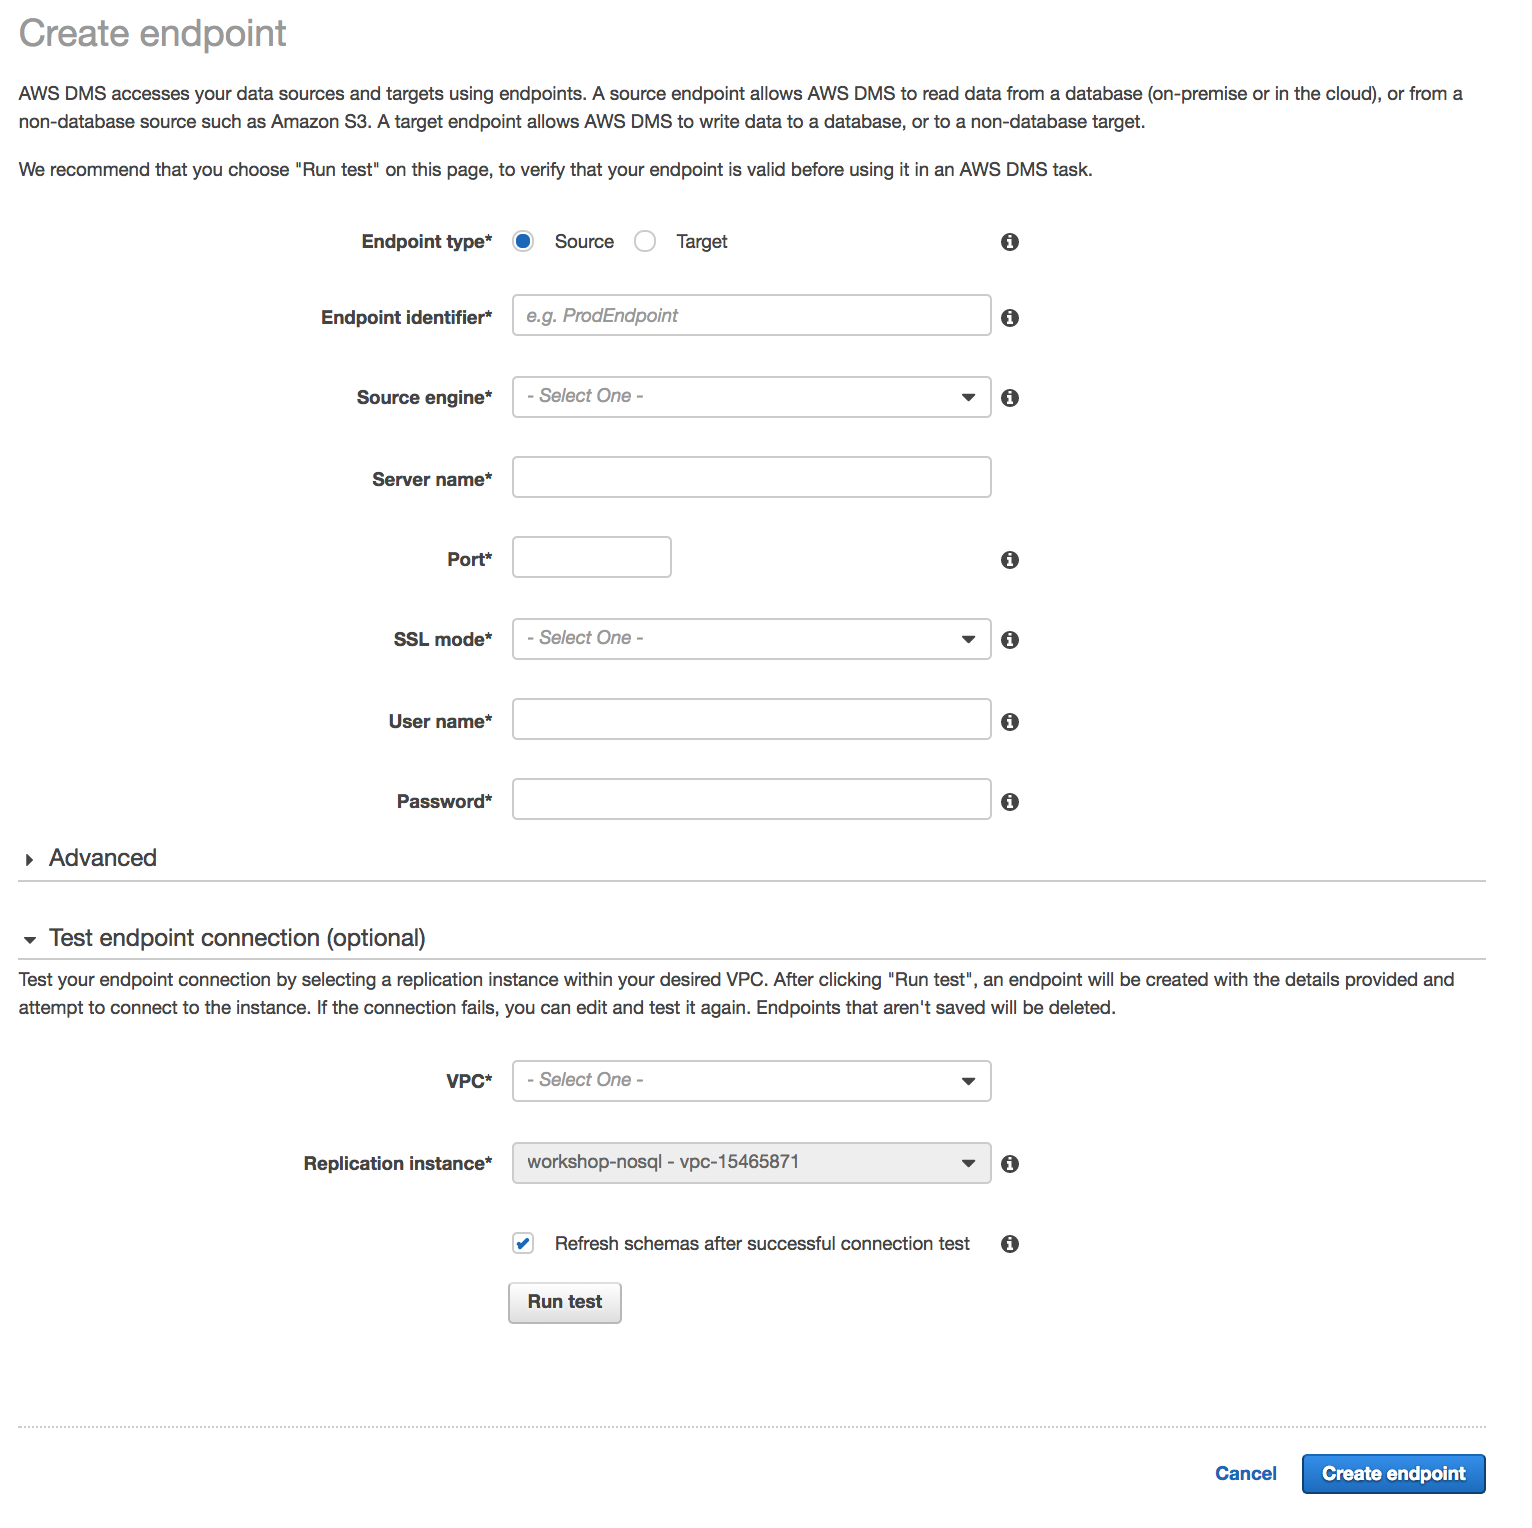 Create endpoint
AWS DMS accesses your data sources and targets using endpoints. A source endpoint allows AWS DMS to read data from a database (on-premise or in the cloud), or from a
non-database source such as Amazon S3. A target endpoint allows AWS DMS to write data to a database, or to a non-database target.
We recommend that you choose "Run test" on this page, to verify that your endpoint is valid before using it in an AWS DMS task.
Endpoint type* Source Target
Endpoint identifier* e.g. ProdEndpoint
Source engine* - Select One -
Server name*
Port*
SSL mode* - Select One -
User name*
Password*
Advanced
Test endpoint connection (optional)
Test your endpoint connection by selecting a replication instance within your desired VPC. After clicking "Run test", an endpoint will be created with the details provided and
attempt to connect to the instance. If the connection fails, you can edit and test it again. Endpoints that aren't saved will be deleted.
VPC* - Select One -
Replication instance* workshop-nosql - vpc-15465871
Refresh schemas after successful connection test
Run test
Cancel Create endpoint